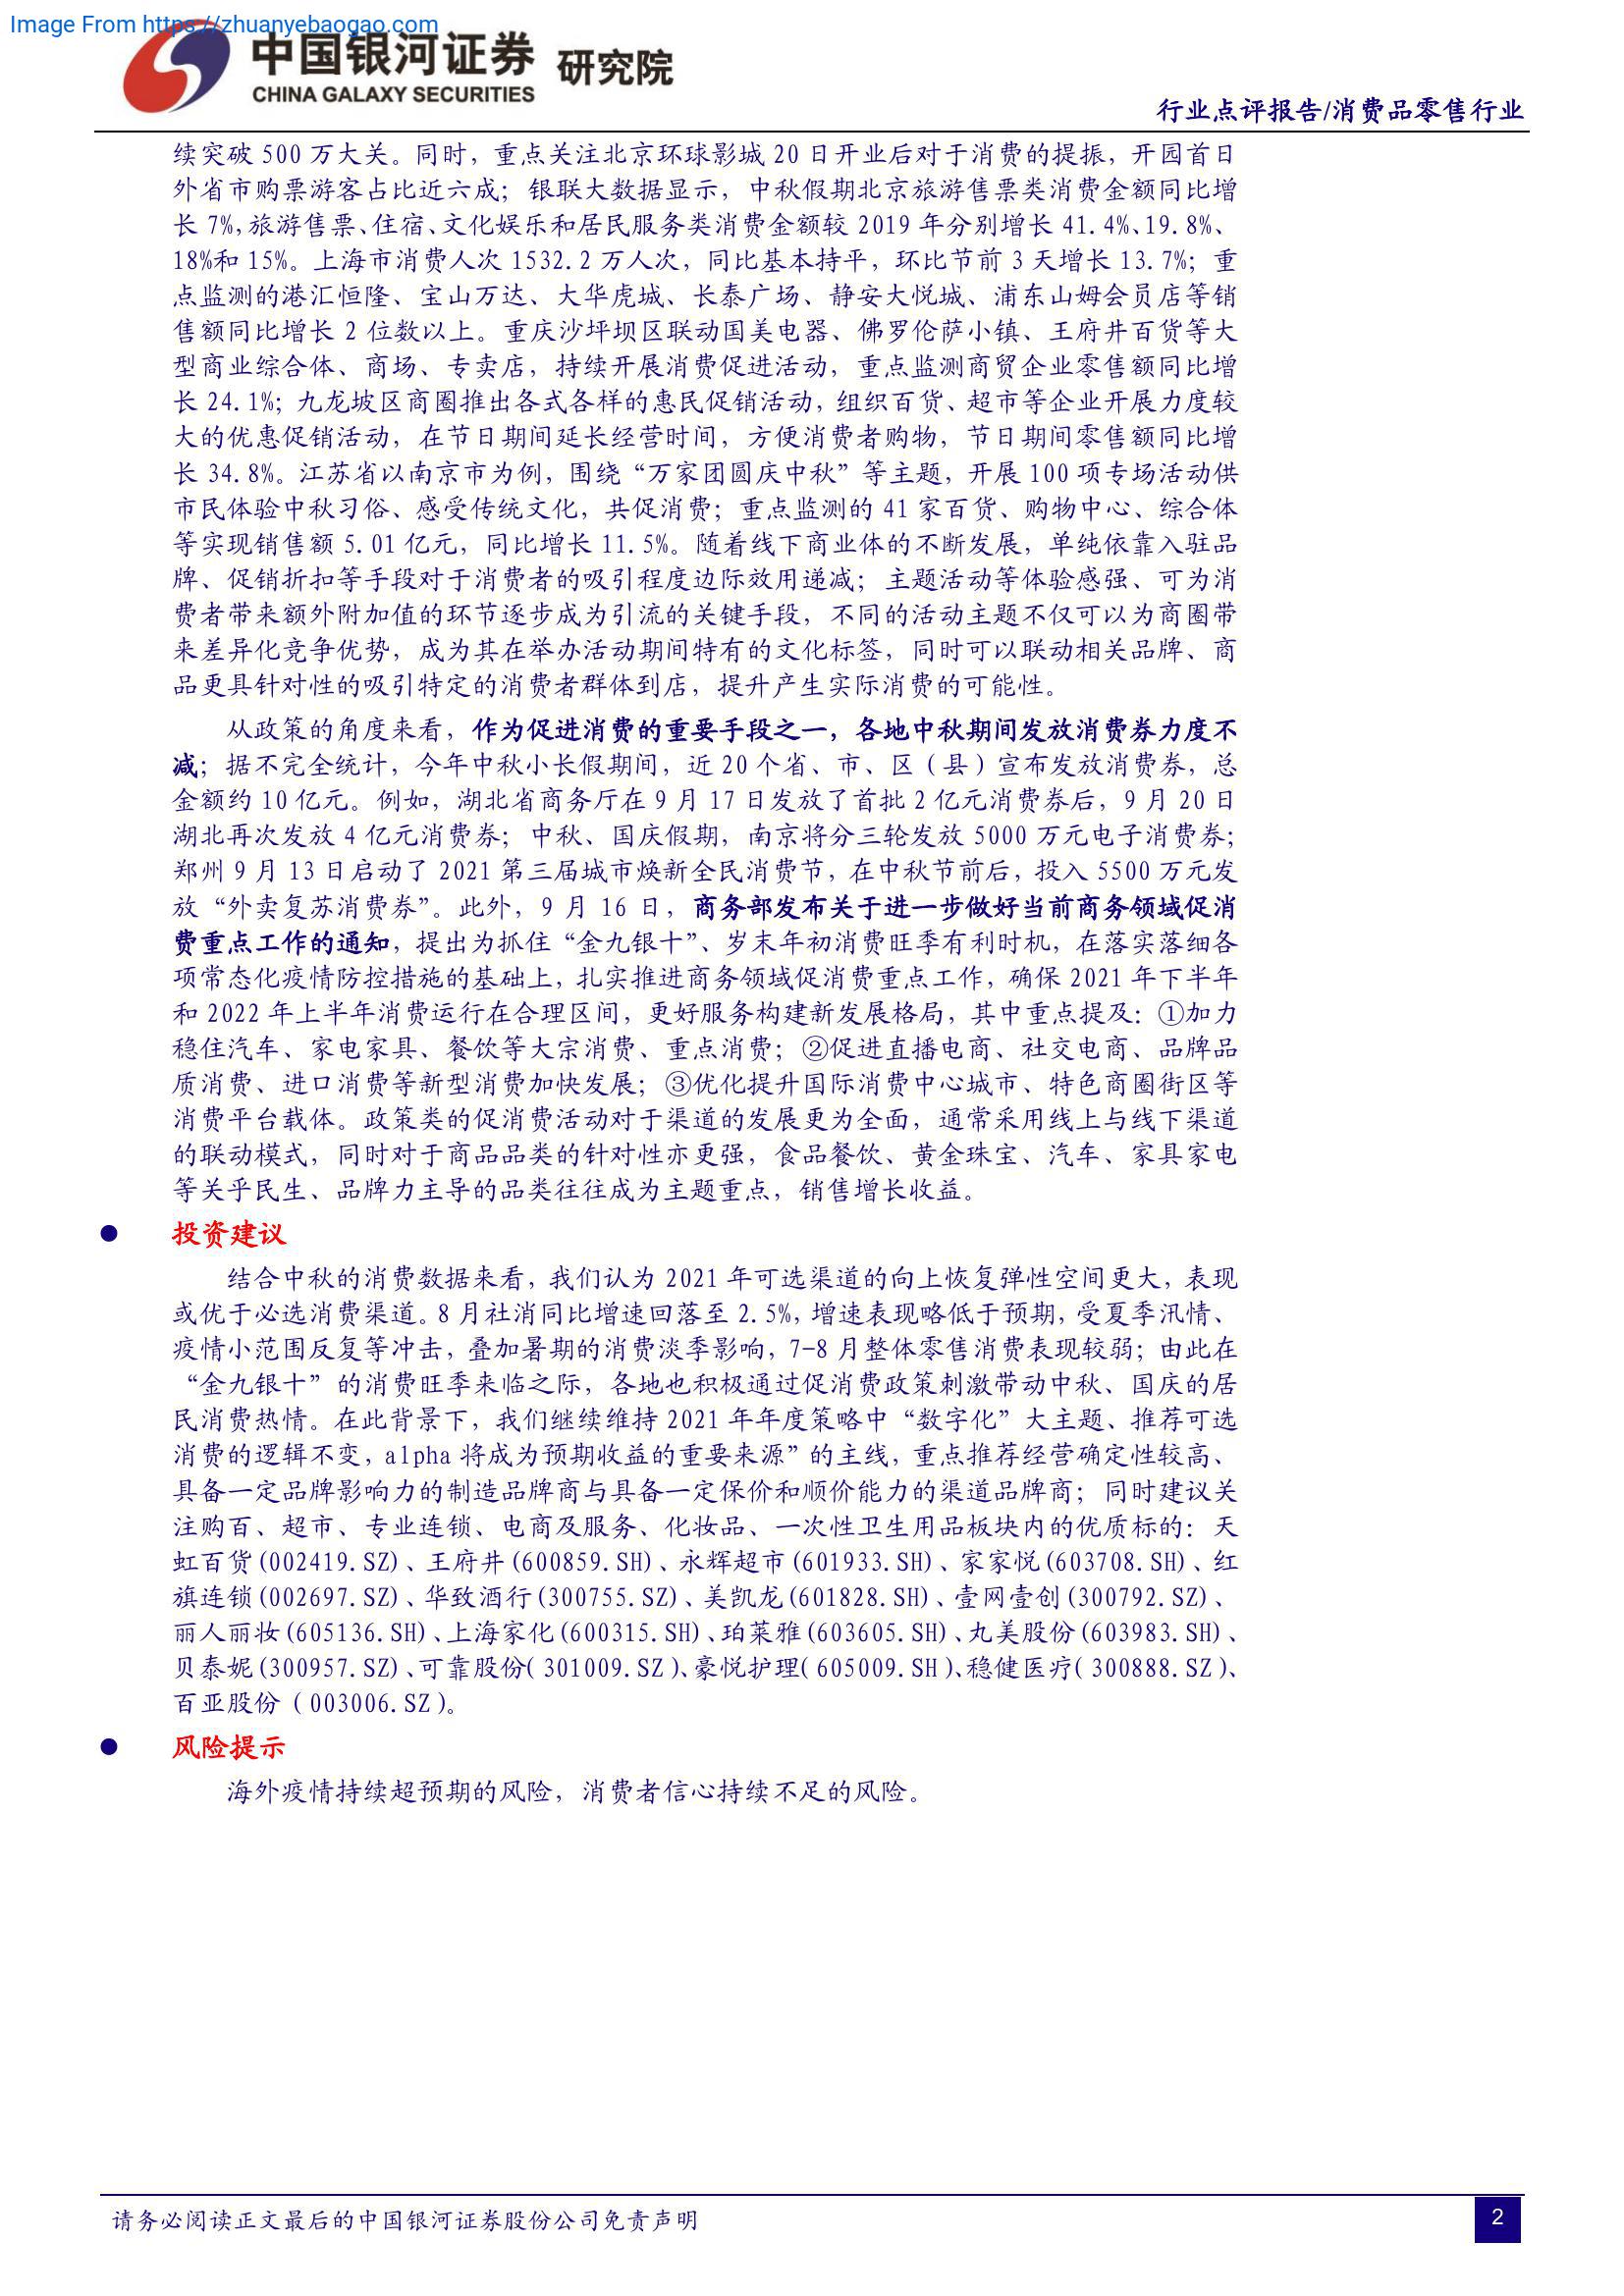 Image From https://zhuanyebaogao.com
中国银河证券 研究院
CHINA GALAXY SECURITIES
行业点评报告/消费品零售行业
续突破 500 万大关。同时，重点关注北京环球影城 20 日开业后对于消费的提振，开园首日
外省市购票游客占比近六成；银联大数据显示，中秋假期北京旅游售票类消费金额同比增
长 7%，旅游售票、住宿、文化娱乐和居民服务类消费金额较 2019 年分别增长 41.4%、19.8%、
18%和 15%。上海市消费人次 1532.2 万人次，同比基本持平，环比节前 3 天增长 13.7%；重
点监测的港汇恒隆、宝山万达、大华虎城、长泰广场、静安大悦城、浦东山姆会员店等销
售额同比增长 2 位数以上。重庆沙坪坝区联动国美电器、佛罗伦萨小镇、王府井百货等大
型商业综合体、商场、专卖店，持续开展消费促进活动，重点监测商贸企业零售额同比增
长 24.1%；九龙坡区商圈推出各式各样的惠民促销活动，组织百货、超市等企业开展力度较
大的优惠促销活动，在节日期间延长经营时间，方便消费者购物，节日期间零售额同比增
长 34.8%。江苏省以南京市为例，围绕“万家团圆庆中秋”等主题，开展 100 项专场活动供
市民体验中秋习俗、感受传统文化，共促消费；重点监测的 41 家百货、购物中心、综合体
等实现销售额 5.01 亿元，同比增长 11.5%。随着线下商业体的不断发展，单纯依靠入驻品
牌、促销折扣等手段对于消费者的吸引程度边际效用递减；主题活动等体验感强、可为消
费者带来额外附加值的环节逐步成为引流的关键手段，不同的活动主题不仅可以为商圈带
来差异化竞争优势，成为其在举办活动期间特有的文化标签，同时可以联动相关品牌、商
品更具针对性的吸引特定的消费者群体到店，提升产生实际消费的可能性。
从政策的角度来看，作为促进消费的重要手段之一，各地中秋期间发放消费券力度不
减；据不完全统计，今年中秋小长假期间，近 20 个省、市、区（县）宣布发放消费券，总
金额约 10 亿元。例如，湖北省商务厅在 9 月 17 日发放了首批 2 亿元消费券后，9 月 20 日
湖北再次发放 4 亿元消费券；中秋、国庆假期，南京将分三轮发放 5000 万元电子消费券；
郑州 9 月 13 日启动了 2021 第三届城市焕新全民消费节，在中秋节前后，投入 5500 万元发
放“外卖复苏消费券”。此外，9 月 16 日，商务部发布关于进一步做好当前商务领域促消
费重点工作的通知，提出为抓住“金九银十”、岁末年初消费旺季有利时机，在落实落细各
项常态化疫情防控措施的基础上，扎实推进商务领域促消费重点工作，确保 2021 年下半年
和 2022 年上半年消费运行在合理区间，更好服务构建新发展格局，其中重点提及：①加力
稳住汽车、家电家具、餐饮等大宗消费、重点消费；②促进直播电商、社交电商、品牌品
质消费、进口消费等新型消费加快发展；③优化提升国际消费中心城市、特色商圈街区等
消费平台载体。政策类的促消费活动对于渠道的发展更为全面，通常采用线上与线下渠道
的联动模式，同时对于商品品类的针对性亦更强，食品餐饮、黄金珠宝、汽车、家具家电
等关乎民生、品牌力主导的品类往往成为主题重点，销售增长收益。
● 投资建议
结合中秋的消费数据来看，我们认为 2021 年可选渠道的向上恢复弹性空间更大，表现
或优于必选消费渠道。8 月社消同比增速回落至 2.5%，增速表现略低于预期，受夏季汛情、
疫情小范围反复等冲击，叠加暑期的消费淡季影响，7-8 月整体零售消费表现较弱；由此在
“金九银十”的消费旺季来临之际，各地也积极通过促消费政策刺激带动中秋、国庆的居
民消费热情。在此背景下，我们继续维持 2021 年年度策略中“数字化”大主题、推荐可选
消费的逻辑不变，alpha 将成为预期收益的重要来源”的主线，重点推荐经营确定性较高、
具备一定品牌影响力的制造品牌商与具备一定保价和顺价能力的渠道品牌商；同时建议关
注购百、超市、专业连锁、电商及服务、化妆品、一次性卫生用品板块内的优质标的：天
虹百货(002419.SZ)、王府井(600859.SH)、永辉超市(601933.SH)、家家悦(603708.SH)、红
旗连锁(002697.SZ)、华致酒行(300755.SZ)、美凯龙(601828.SH)、壹网壹创(300792.SZ)、
丽人丽妆(605136.SH)、上海家化(600315.SH)、珀莱雅(603605.SH)、丸美股份(603983.SH)、
贝泰妮(300957.SZ)、可靠股份(301009.SZ)、豪悦护理(605009.SH)、稳健医疗(300888.SZ)、
百亚股份（003006.SZ）。
● 风险提示
海外疫情持续超预期的风险，消费者信心持续不足的风险。
请务必阅读正文最后的中国银河证券股份公司免责声明
2